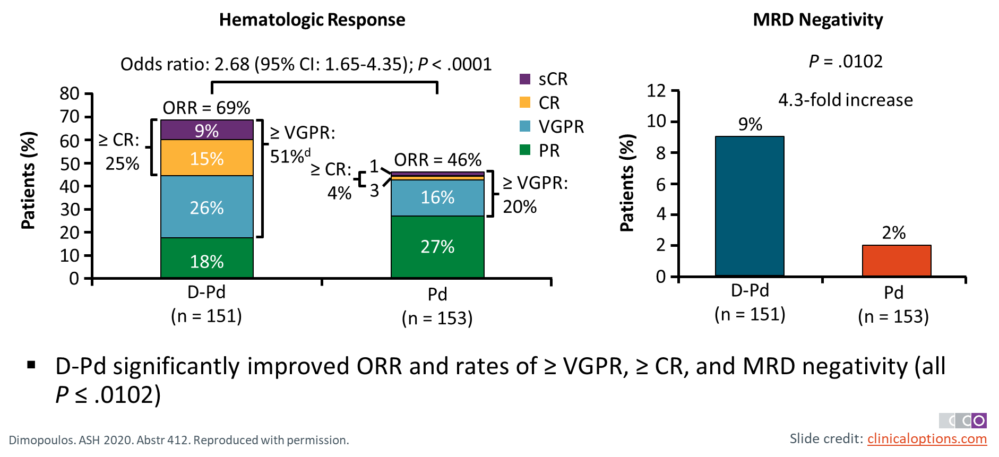 Hematologic Response
Odds ratio: 2.68 (95% CI: 1.65-4.35); P < .0001
sCR
CR
VGPR
PR
Patients (%)
80
70
60
50
40
30
20
10
0
ORR = 69%
≥ CR:
25%
9%
15%
26%
18%
≥ VGPR:
51%d
ORR = 46%
≥ CR:
4%
1
3
16%
27%
≥ VGPR:
20%
D-Pd
(n = 151)
Pd
(n = 153)
MRD Negativity
P = .0102
4.3-fold increase
Patients (%)
12
10
8
6
4
2
0
9%
2%
D-Pd
(n = 151)
Pd
(n = 153)
▪ D-Pd significantly improved ORR and rates of ≥ VGPR, ≥ CR, and MRD negativity (all
P ≤ .0102)
Dimopoulos. ASH 2020. Abstr 412. Reproduced with permission.
Slide credit: clinicaloptions.com